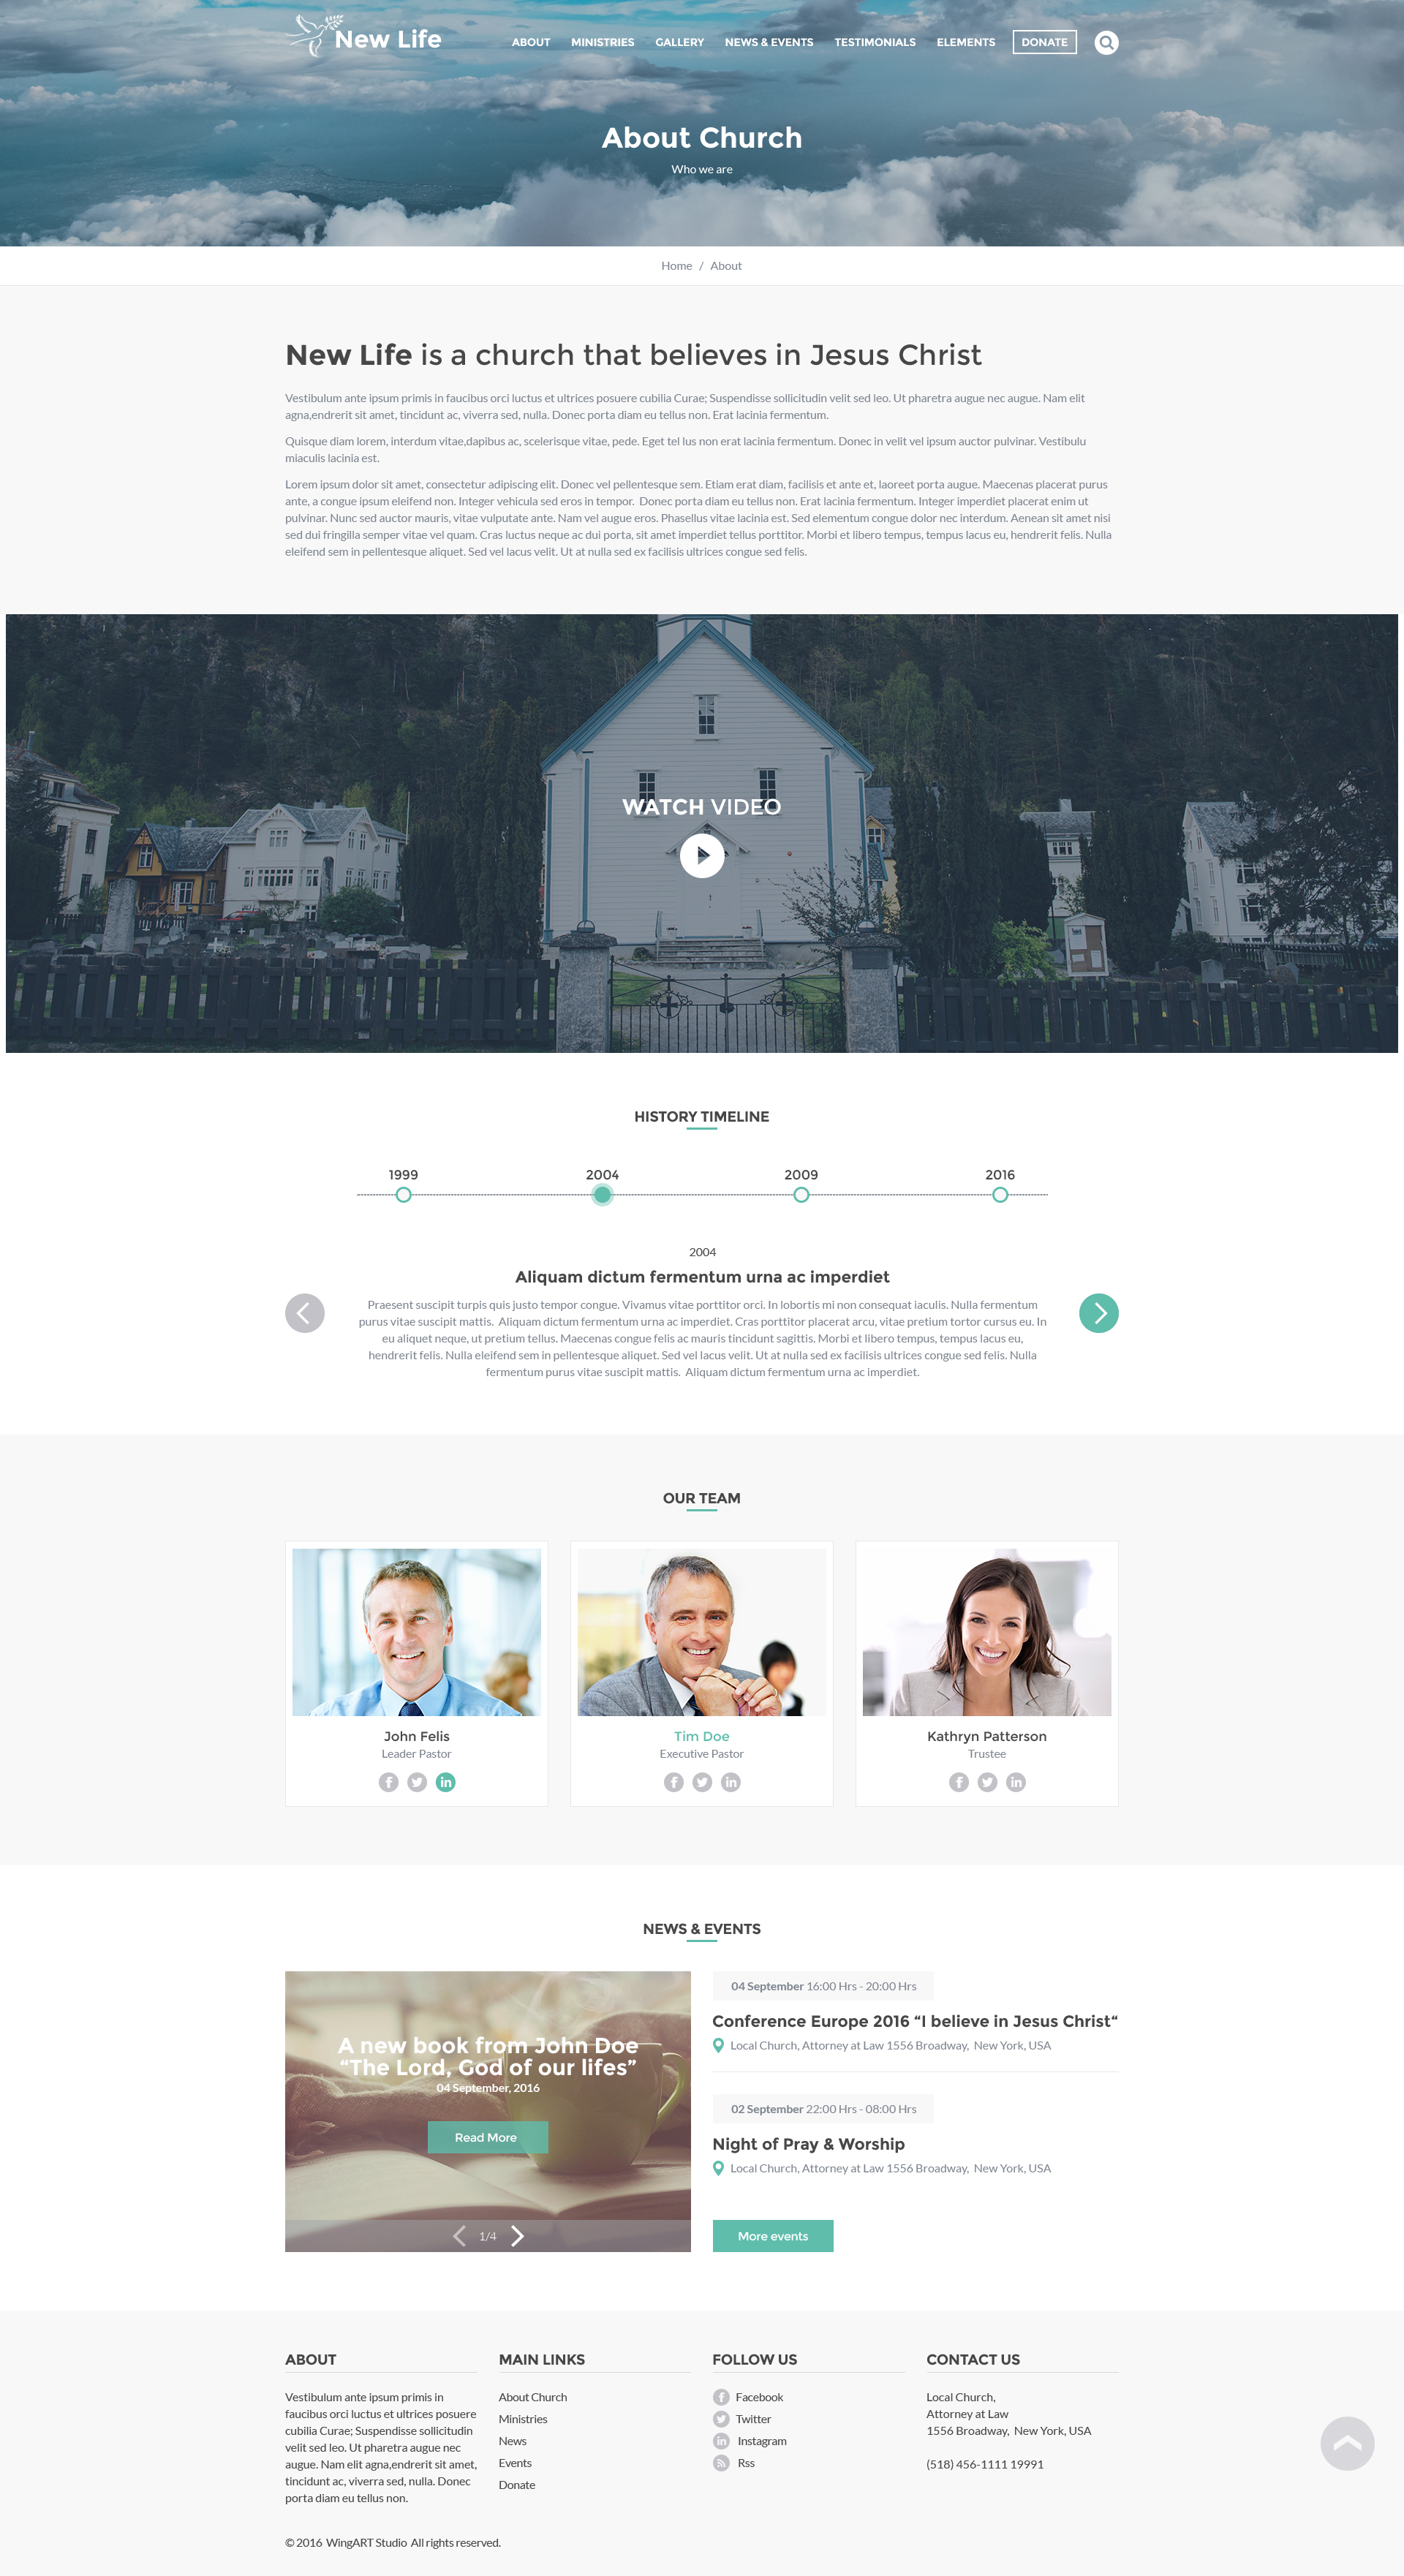 New Life
ABOUT MINISTRIES GALLERY NEWS & EVENTS TESTIMONIALS ELEMENTS DONATE
About Church
Who we are
Home / About
New Life is a church that believes in Jesus Christ
Vestibulum ante ipsum primis in faucibus orci luctus et ultrices posuere cubilia Curae; Suspendisse sollicitudin velit sed leo. Ut pharetra augue nec augue. Nam elit
agna,endrerit sit amet, tincidunt ac, viverra sed, nulla. Donec porta diam eu tellus non. Erat lacinia fermentum.
Quisque diam lorem, interdum vitae,dapibus ac, scelerisque vitae, pede. Eget tel lus non erat lacinia fermentum. Donec in velit vel ipsum auctor pulvinar. Vestibulu
miaculis lacinia est.
Lorem ipsum dolor sit amet, consectetur adipiscing elit. Donec vel pellentesque sem. Etiam erat diam, facilisis et ante et, laoreet porta augue. Maecenas placerat purus
ante, a congue ipsum eleifend non. Integer vehicula sed eros in tempor. Donec porta diam eu tellus non. Erat lacinia fermentum. Integer imperdiet placerat enim ut
pulvinar. Nunc sed auctor mauris, vitae vulputate ante. Nam vel augue eros. Phasellus vitae lacinia est. Sed elementum congue dolor nec interdum. Aenean sit amet nisi
sed dui fringilla semper vitae vel quam. Cras luctus neque ac dui porta, sit amet imperdiet tellus porttitor. Morbi et libero tempus, tempus lacus eu, hendrerit felis. Nulla
eleifend sem in pellentesque aliquet. Sed vel lacus velit. Ut at nulla sed ex facilisis ultrices congue sed felis.
WATCH VIDEO
HISTORY TIMELINE
1999 2004 2009 2016
2004
Aliquam dictum fermentum urna ac imperdiet
Praesent suscipit turpis quis justo tempor congue. Vivamus vitae porttitor orci. In lobortis mi non consequat iaculis. Nulla fermentum
purus vitae suscipit mattis. Aliquam dictum fermentum urna ac imperdiet. Cras porttitor placerat arcu, vitae pretium tortor cursus eu. In
eu aliquet neque, ut pretium tellus. Maecenas congue felis ac mauris tincidunt sagittis. Morbi et libero tempus, tempus lacus eu,
hendrerit felis. Nulla eleifend sem in pellentesque aliquet. Sed vel lacus velit. Ut at nulla sed ex facilisis ultrices congue sed felis. Nulla
fermentum purus vitae suscipit mattis. Aliquam dictum fermentum urna ac imperdiet.
OUR TEAM
John Felis
Leader Pastor
Tim Doe
Executive Pastor
Kathryn Patterson
Trustee
NEWS & EVENTS
A new book from John Doe
“The Lord, God of our lifes”
04 September, 2016
Read More
1/4
04 September 16:00 Hrs - 20:00 Hrs
Conference Europe 2016 “I believe in Jesus Christ“
Local Church, Attorney at Law 1556 Broadway, New York, USA
02 September 22:00 Hrs - 08:00 Hrs
Night of Pray & Worship
Local Church, Attorney at Law 1556 Broadway, New York, USA
More events
ABOUT
Vestibulum ante ipsum primis in
faucibus orci luctus et ultrices posuere
cubilia Curae; Suspendisse sollicitudin
velit sed leo. Ut pharetra augue nec
augue. Nam elit agna,endrerit sit amet,
tincidunt ac, viverra sed, nulla. Donec
porta diam eu tellus non.
MAIN LINKS
About Church
Ministries
News
Events
Donate
FOLLOW US
Facebook
Twitter
Instagram
Rss
CONTACT US
Local Church,
Attorney at Law
1556 Broadway, New York, USA
(518) 456-1111 19991
© 2016 WingART Studio All rights reserved.